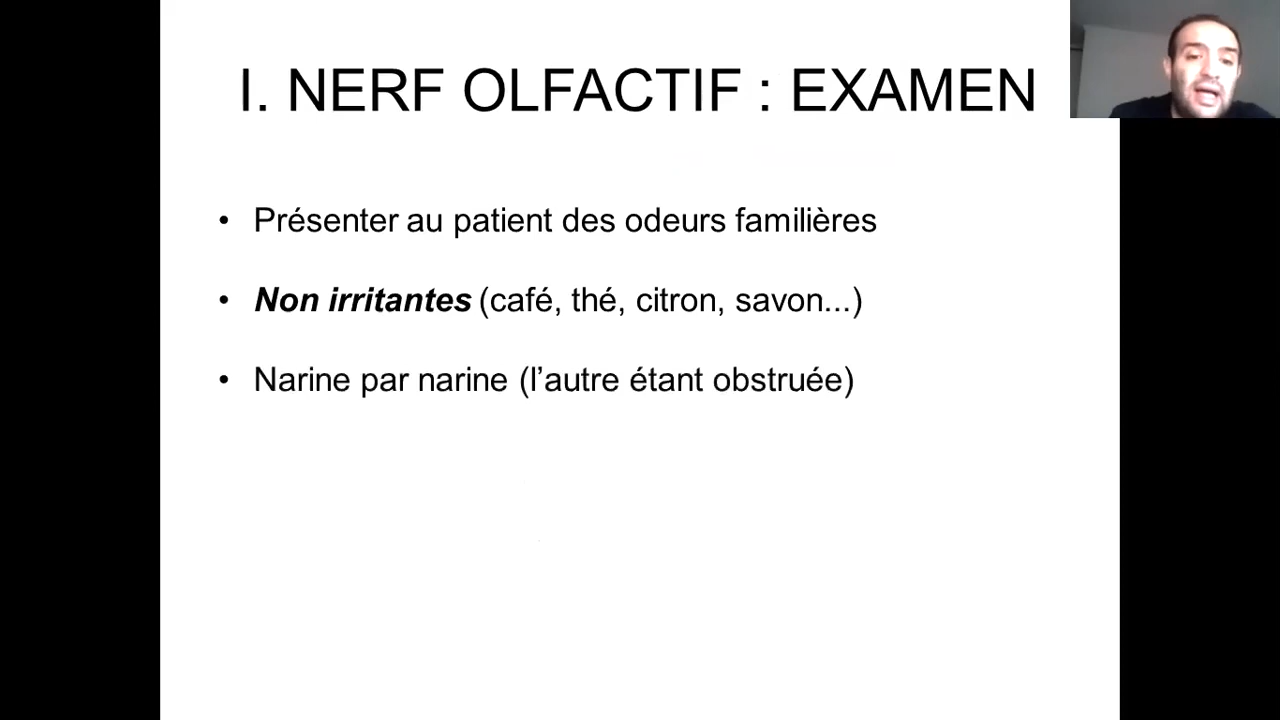 I. NERF OLFACTIF : EXAMEN
• Présenter au patient des odeurs familières
• Non irritantes (café, thé, citron, savon...)
• Narine par narine (l’autre étant obstruée)